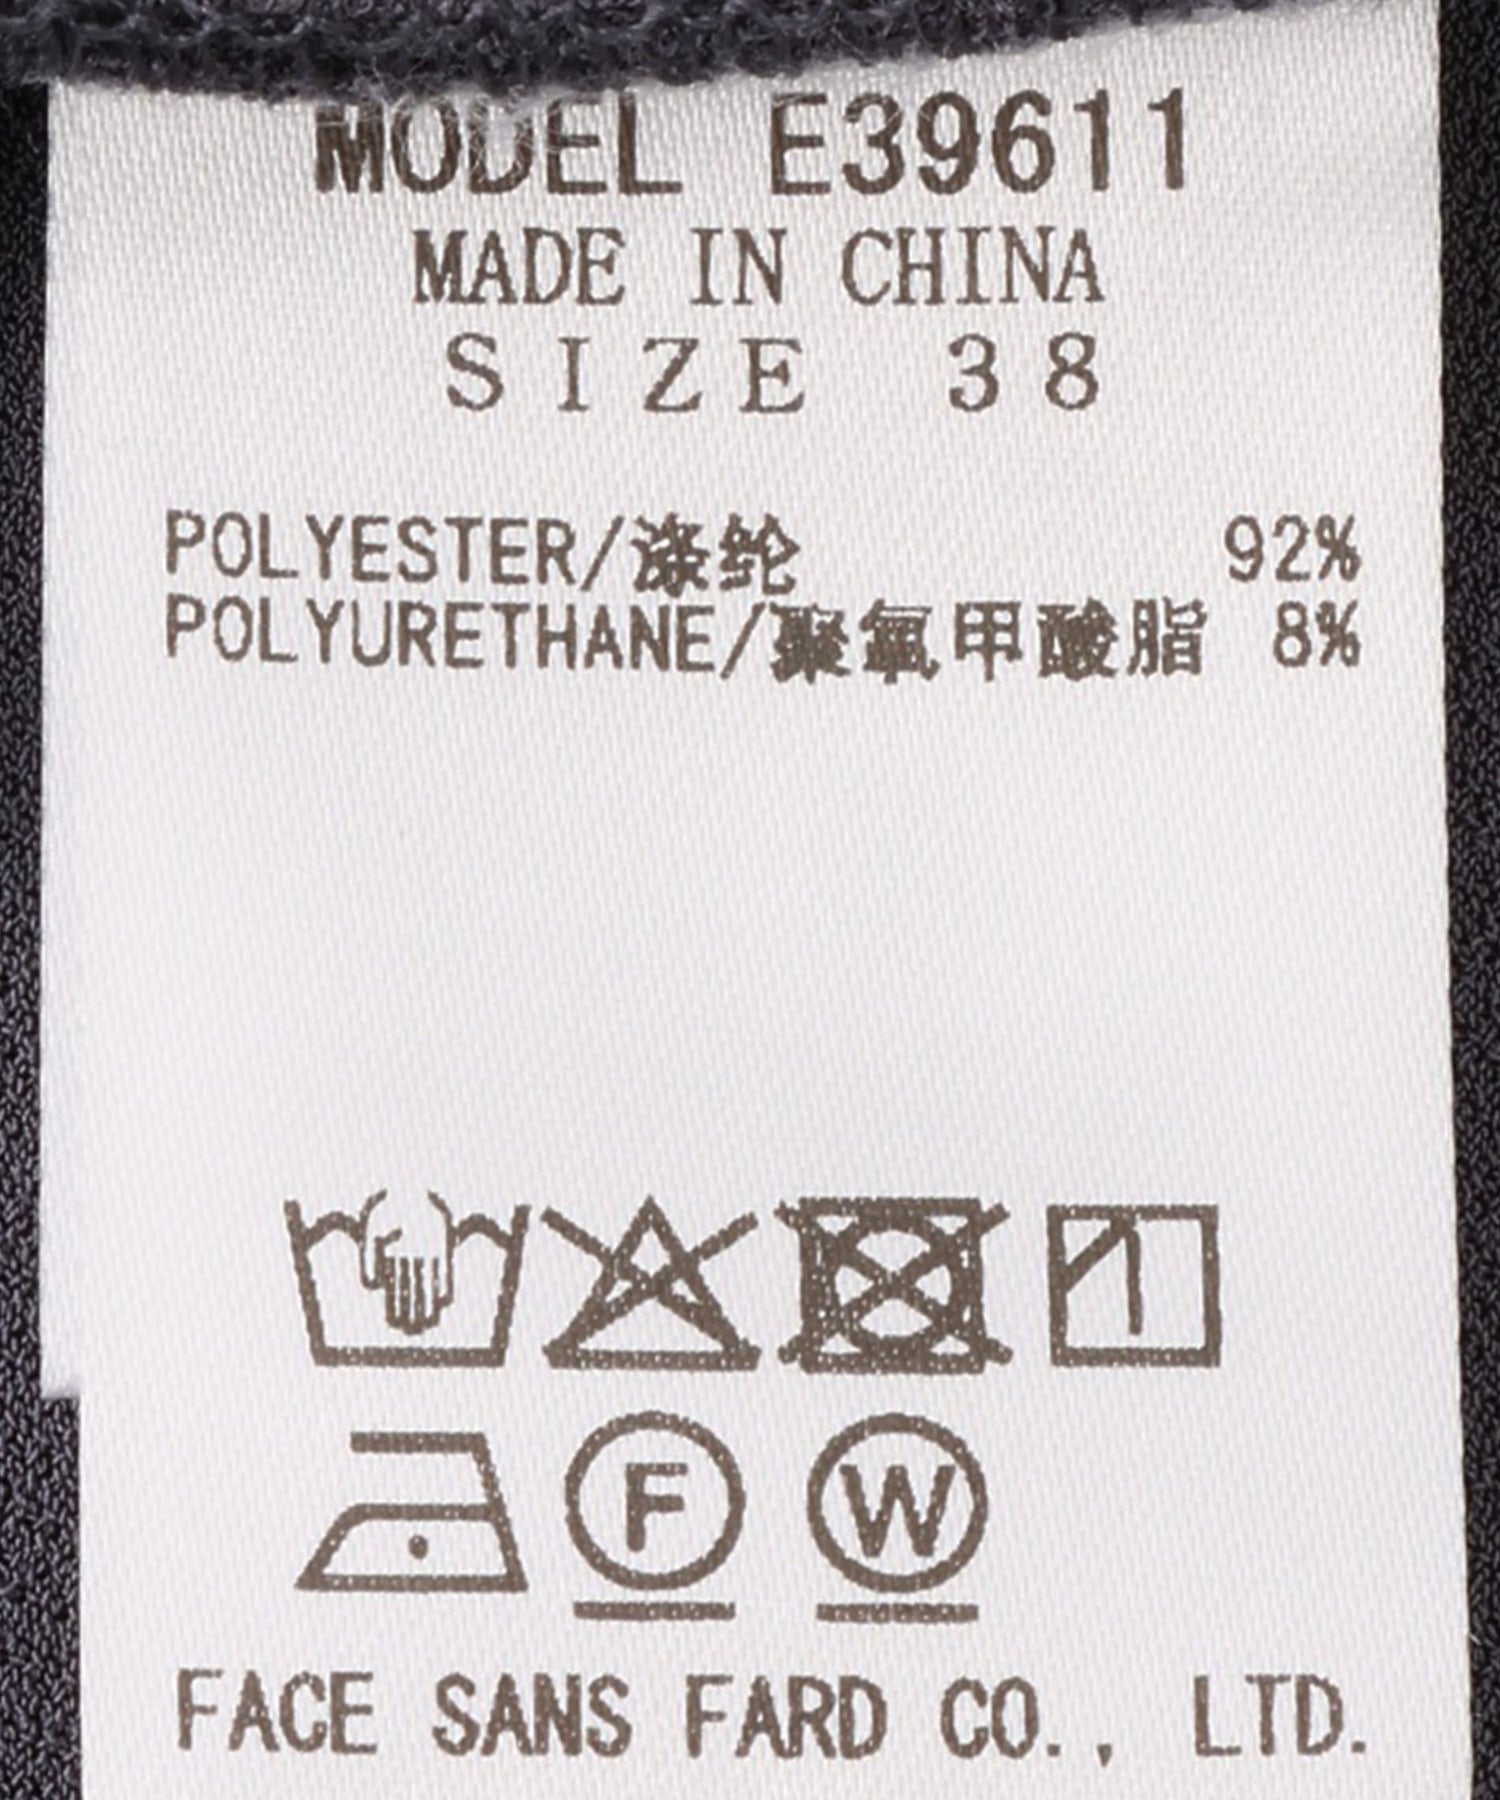 MODEL E39611
MADE IN CHINA
SIZE 38
POLYESTER/涤纶 92%
POLYURETHANE/聚氧甲酸脂 8%
F W
FACE SANS FARD CO., LTD.